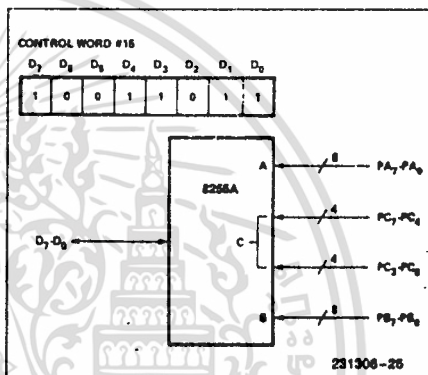 CONTROL WORD #15
D7 D6 D5 D4 D3 D2 D1 D0
1 0 0 1 1 0 1 1
8255A
A
8
PA7-PA0
4
PC7-PC4
D7-D0
C
4
PC3-PC0
B
8
PB7-PB0
231306-25